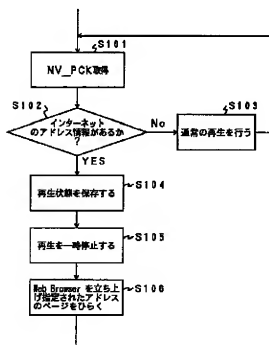 S101
NV_PCK取得
S102
インターネット
のアドレス情報があるか
?
No
S103
通常の再生を行う
YES
再生状態を保存する
S104
再生を一時停止する
S105
Web Browser を立ち上
げ指定されたアドレス
のページをひらく
S106